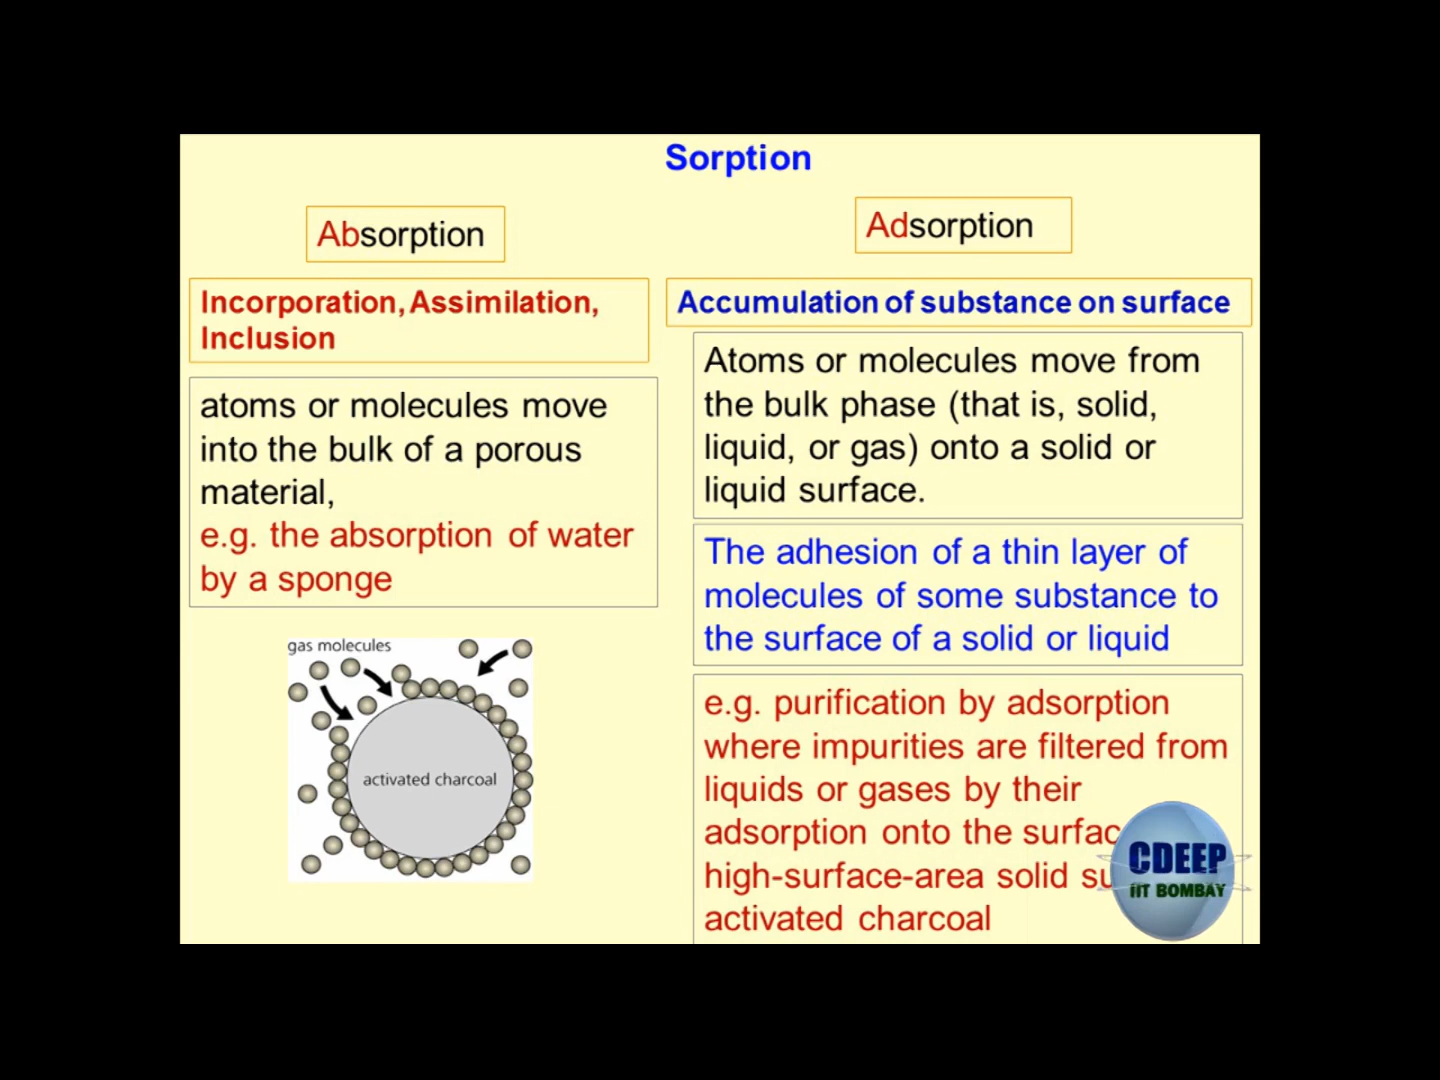 Sorption
Absorption
Incorporation, Assimilation,
Inclusion
atoms or molecules move
into the bulk of a porous
material,
e.g. the absorption of water
by a sponge
gas molecules
activated charcoal
Adsorption
Accumulation of substance on surface
Atoms or molecules move from
the bulk phase (that is, solid,
liquid, or gas) onto a solid or
liquid surface.
The adhesion of a thin layer of
molecules of some substance to
the surface of a solid or liquid
e.g. purification by adsorption
where impurities are filtered from
liquids or gases by their
adsorption onto the
high-surface-area solid
activated charcoal
CDEEP
IIT BOMBAY